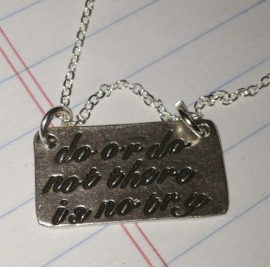 do or do
not there
is no try